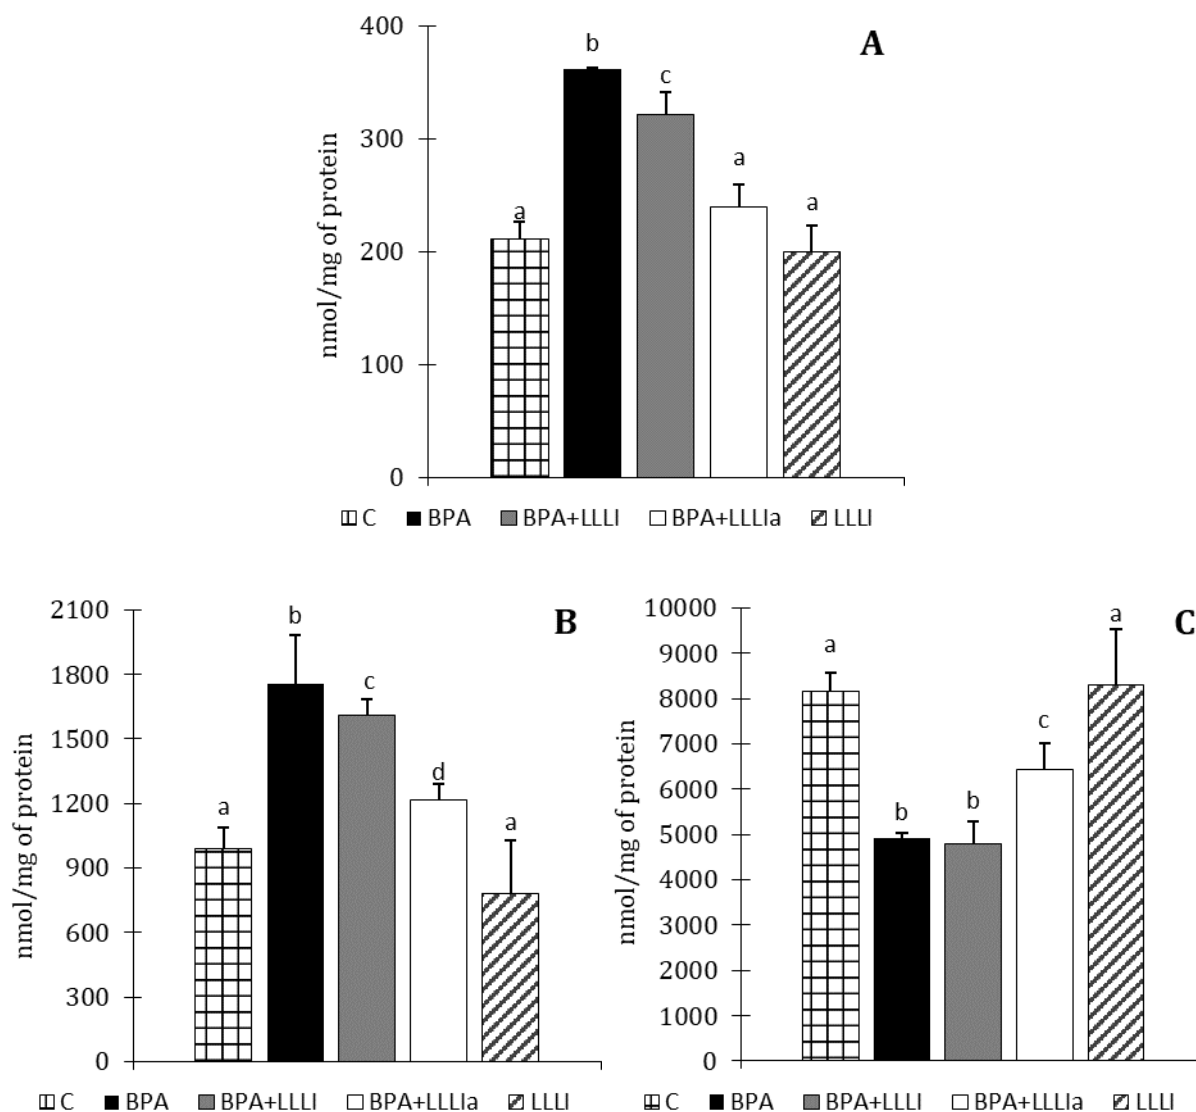 A
400
300
200
100
0
nmol/mg of protein
a
b
c
a
a
C BPA BPA+LLLI BPA+LLLIa LLLI
B
2100
1800
1500
1200
900
600
300
0
nmol/mg of protein
a
b
c
d
a
C BPA BPA+LLLI BPA+LLLIa LLLI
C
10000
9000
8000
7000
6000
5000
4000
3000
2000
1000
0
nmol/mg of protein
a
b
b
c
a
C BPA BPA+LLLI BPA+LLLIa LLLI